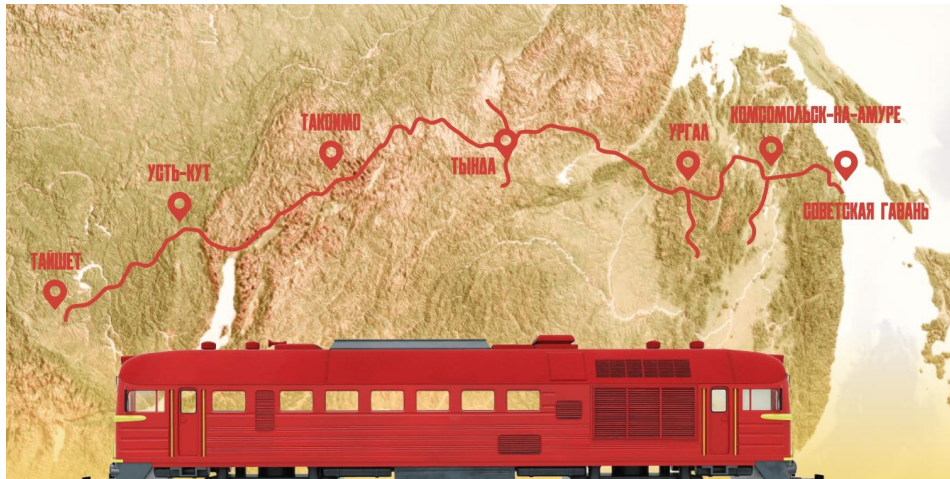 ТАЙШЕТ
УСТЬ-КУТ
ТАКСИМО
ТЫНДА
УРГАЛ
КОМСОМОЛЬСК-НА-АМУРЕ
СОВЕТСКАЯ ГАВАНЬ